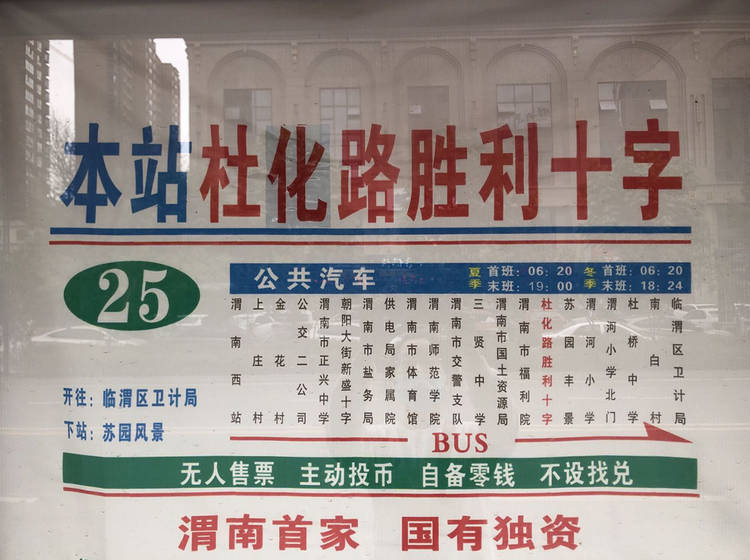 本站杜化路胜利十字
25
公共汽车
夏季 首班：06：20 末班：19：00
冬季 首班：06：20 末班：18：24
渭南西站
上庄村
金花村
公交二公司
渭南市正兴中学
朝阳大街新盛十字
渭南市盐务局
供电局家属院
渭南市体育馆
渭南师范学院
渭南市交警支队
三贤中学
渭南市国土资源局
渭南市福利院
杜化路胜利十字
苏园丰景
渭河小学
渭河小学北门
杜桥中学
南白村
临渭区卫计局
开往：临渭区卫计局
下站：苏园风景
BUS
无人售票 主动投币 自备零钱 不设找兑
渭南首家 国有独资